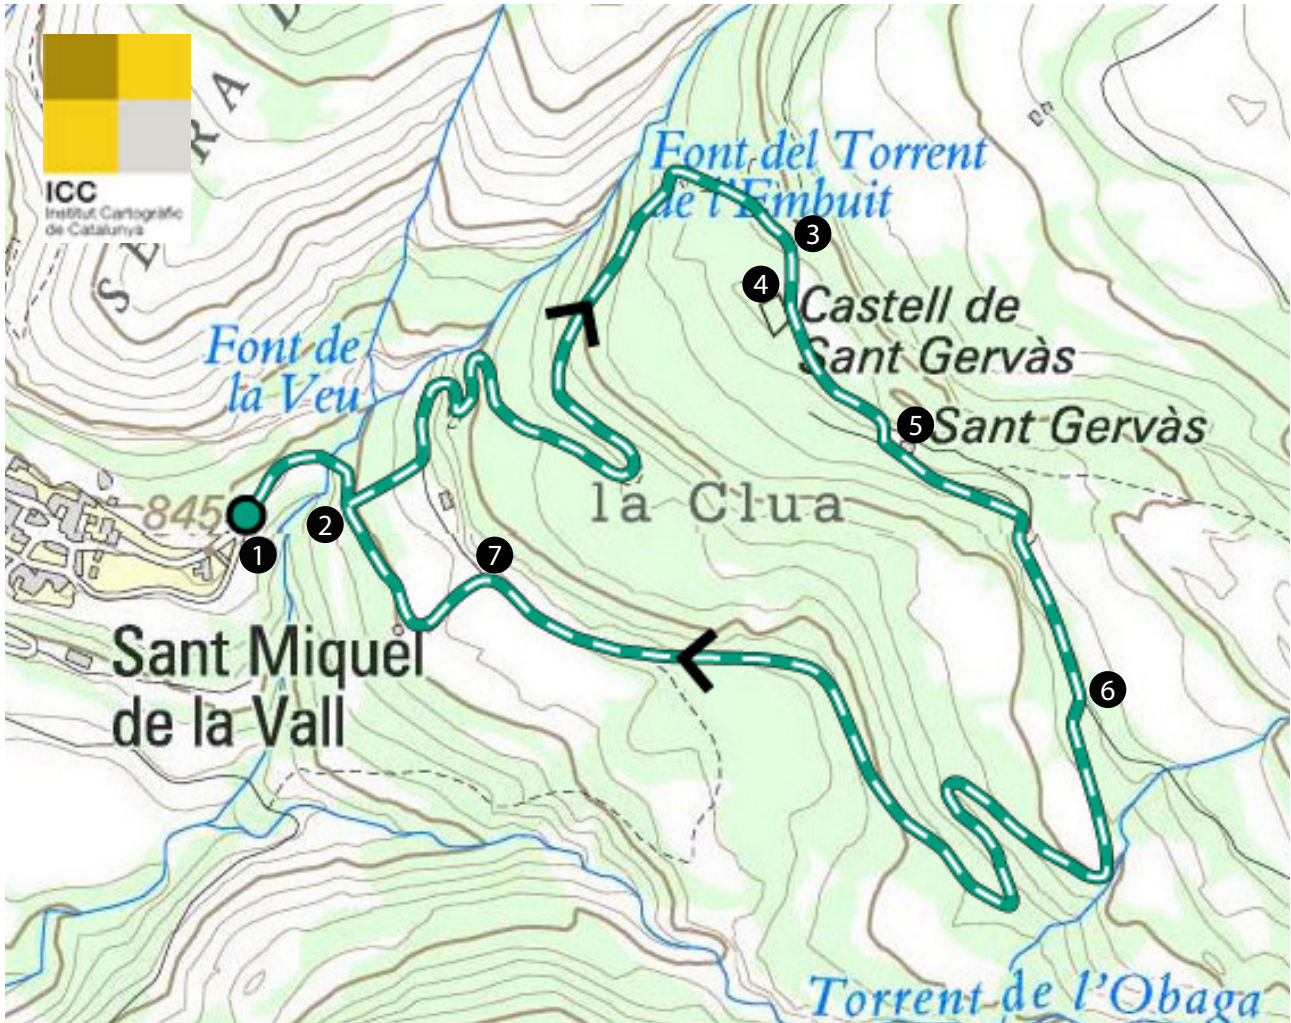 SERRA
ICC
Institut Cartogràfic
de Catalunya
Font del Torrent
de l'Embuit
3
4
Castell de
Sant Gervàs
Font de
la Veu
5
Sant Gervàs
845
la Clua
1
2
7
Sant Miquel
de la Vall
6
Torrent de l'Obaga